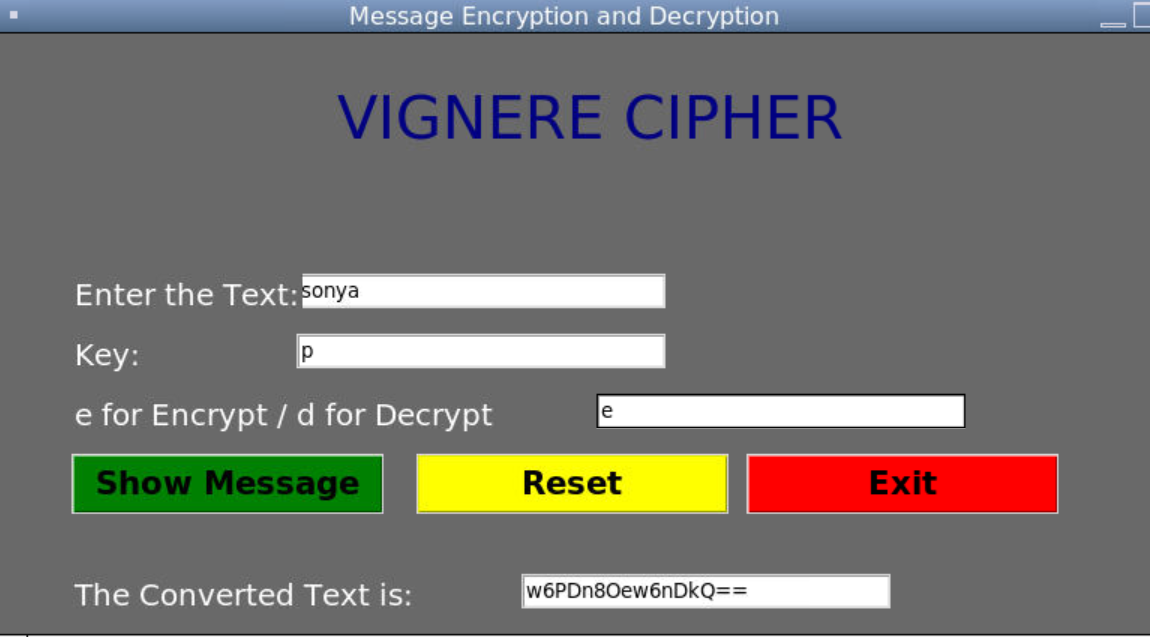 Message Encryption and Decryption
VIGNERE CIPHER
Enter the Text: sonya
Key: p
e for Encrypt / d for Decrypt e
Show Message Reset Exit
The Converted Text is: w6PDn8Oew6nDkQ==